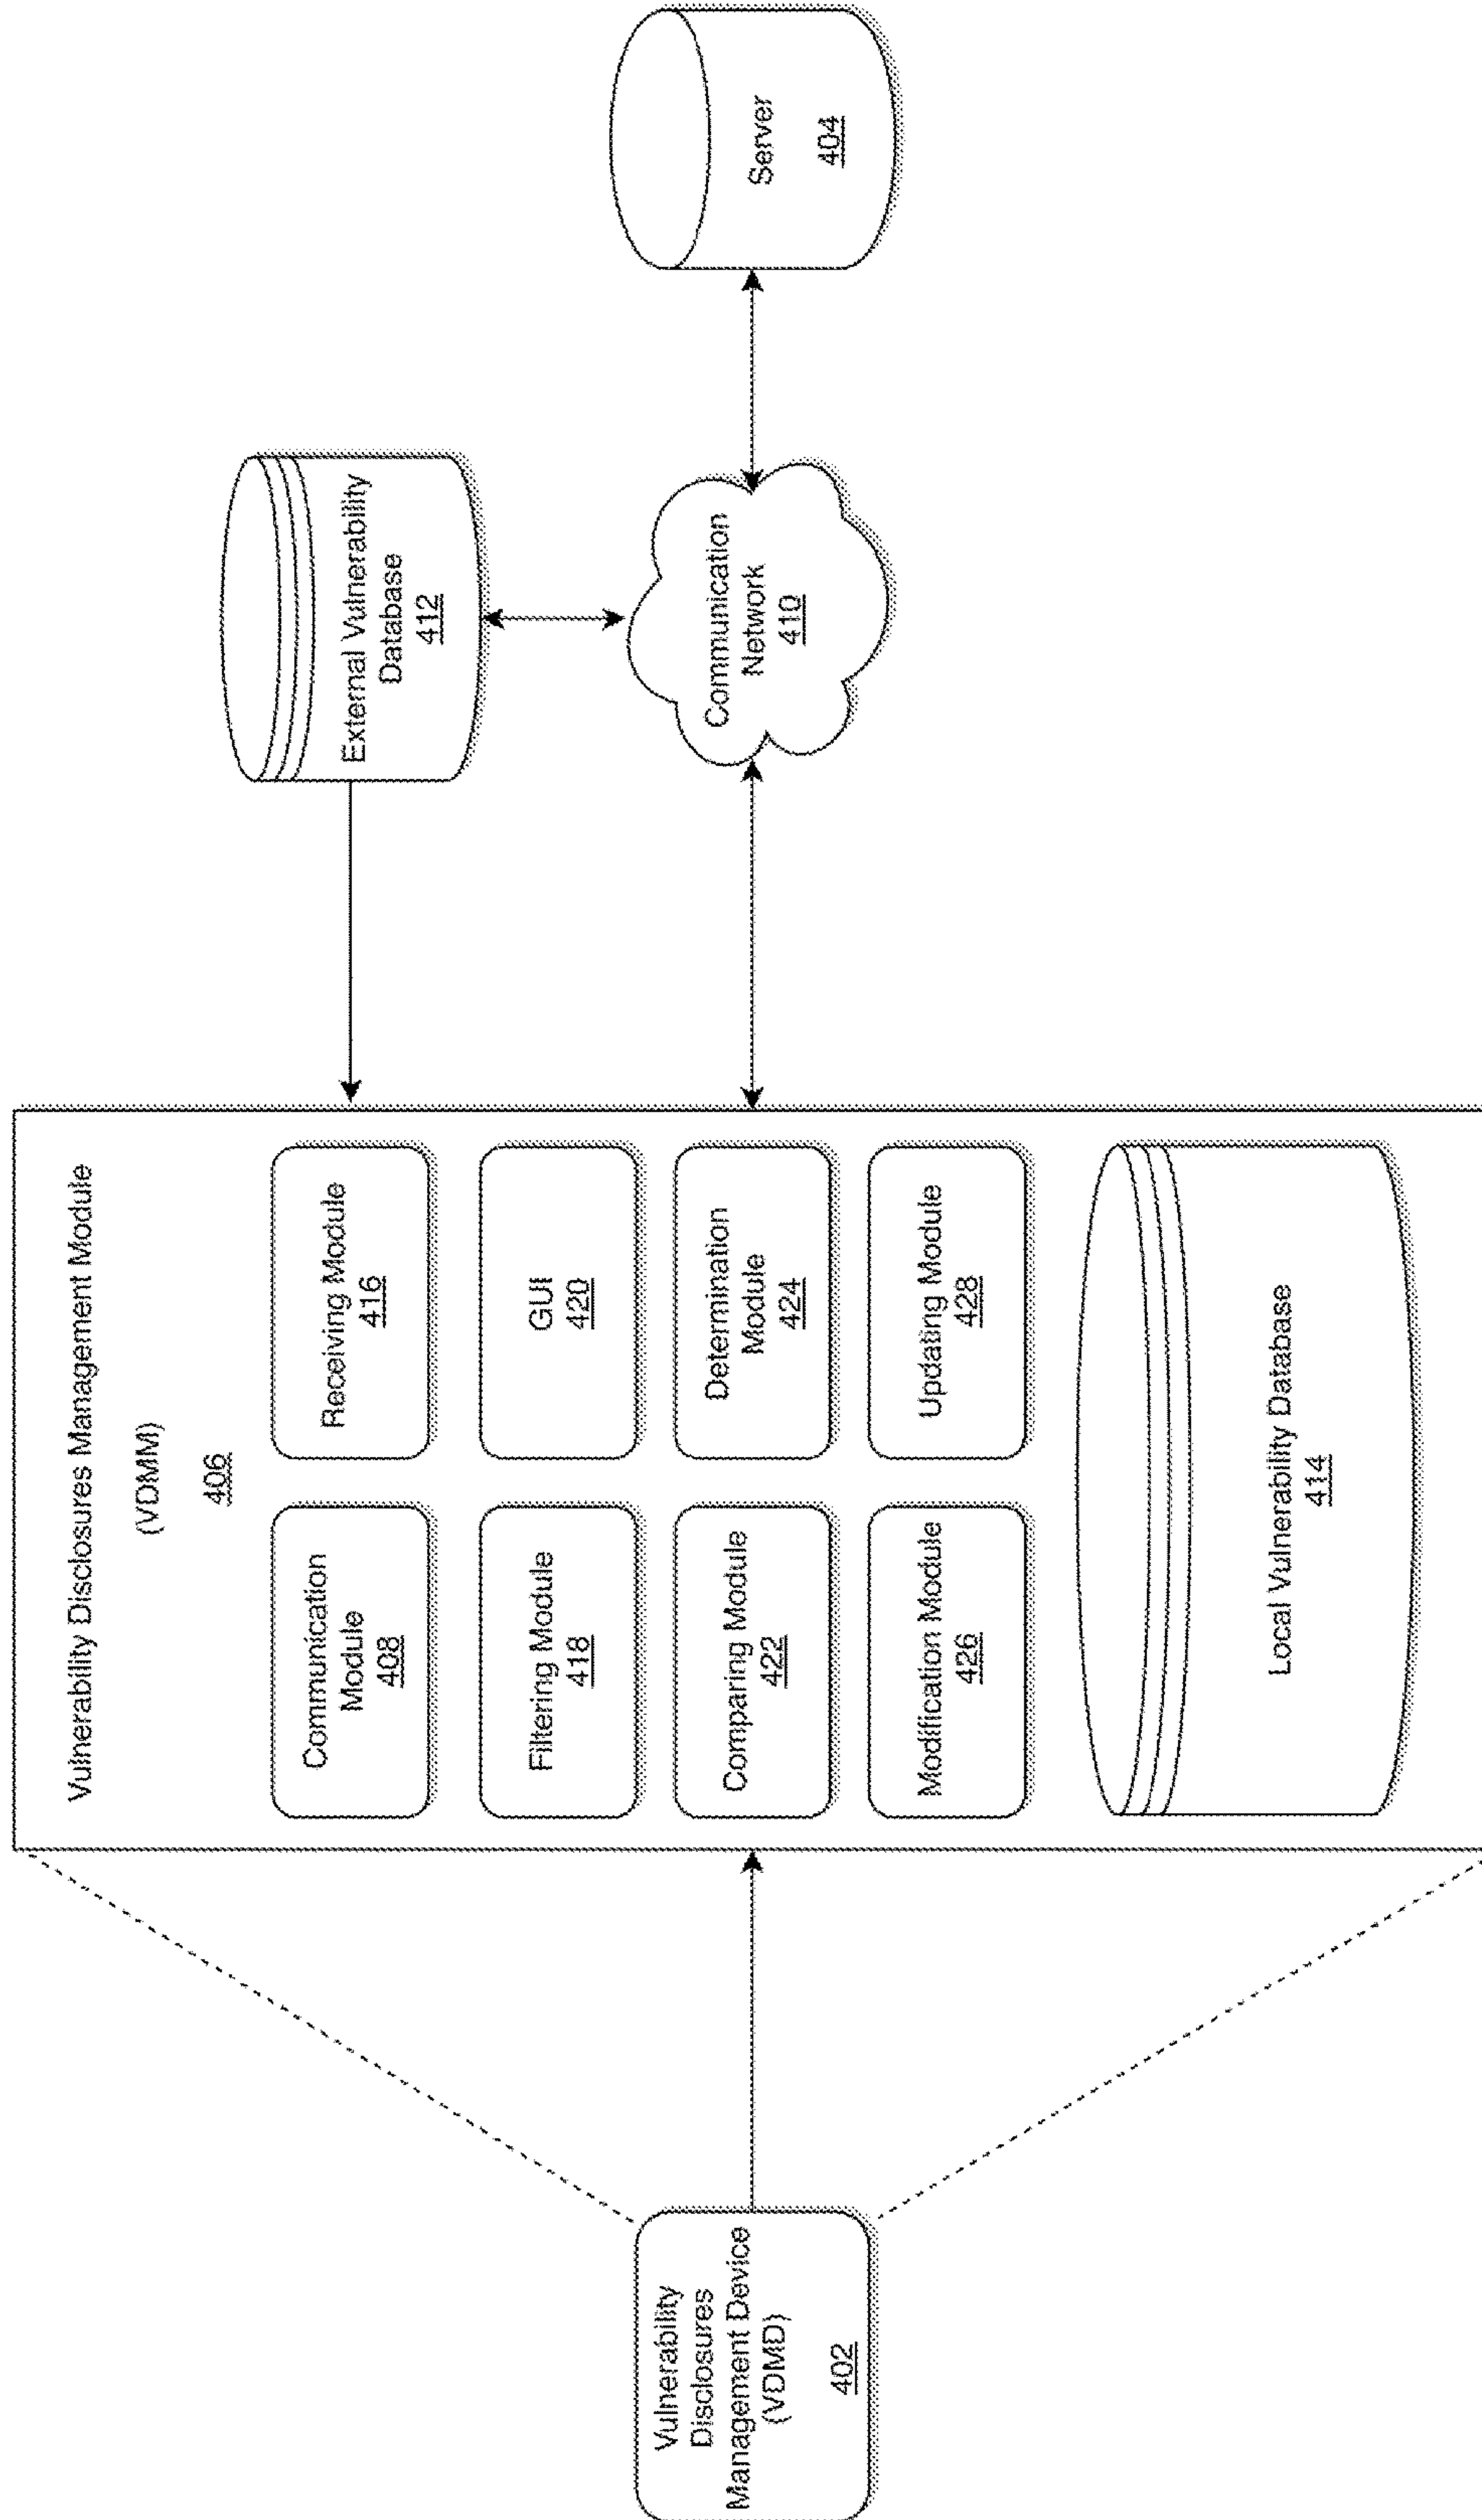 Vulnerability
Disclosures
Management Device
(VDMD)
402
Vulnerability Disclosures Management Module
(VDMM)
406
Communication
Module
408
Receiving Module
416
Filtering Module
418
GUI
420
Comparing Module
422
Determination
Module
424
Modification Module
426
Updating Module
428
Local Vulnerability Database
414
External Vulnerability
Database
412
Communication
Network
410
Server
404